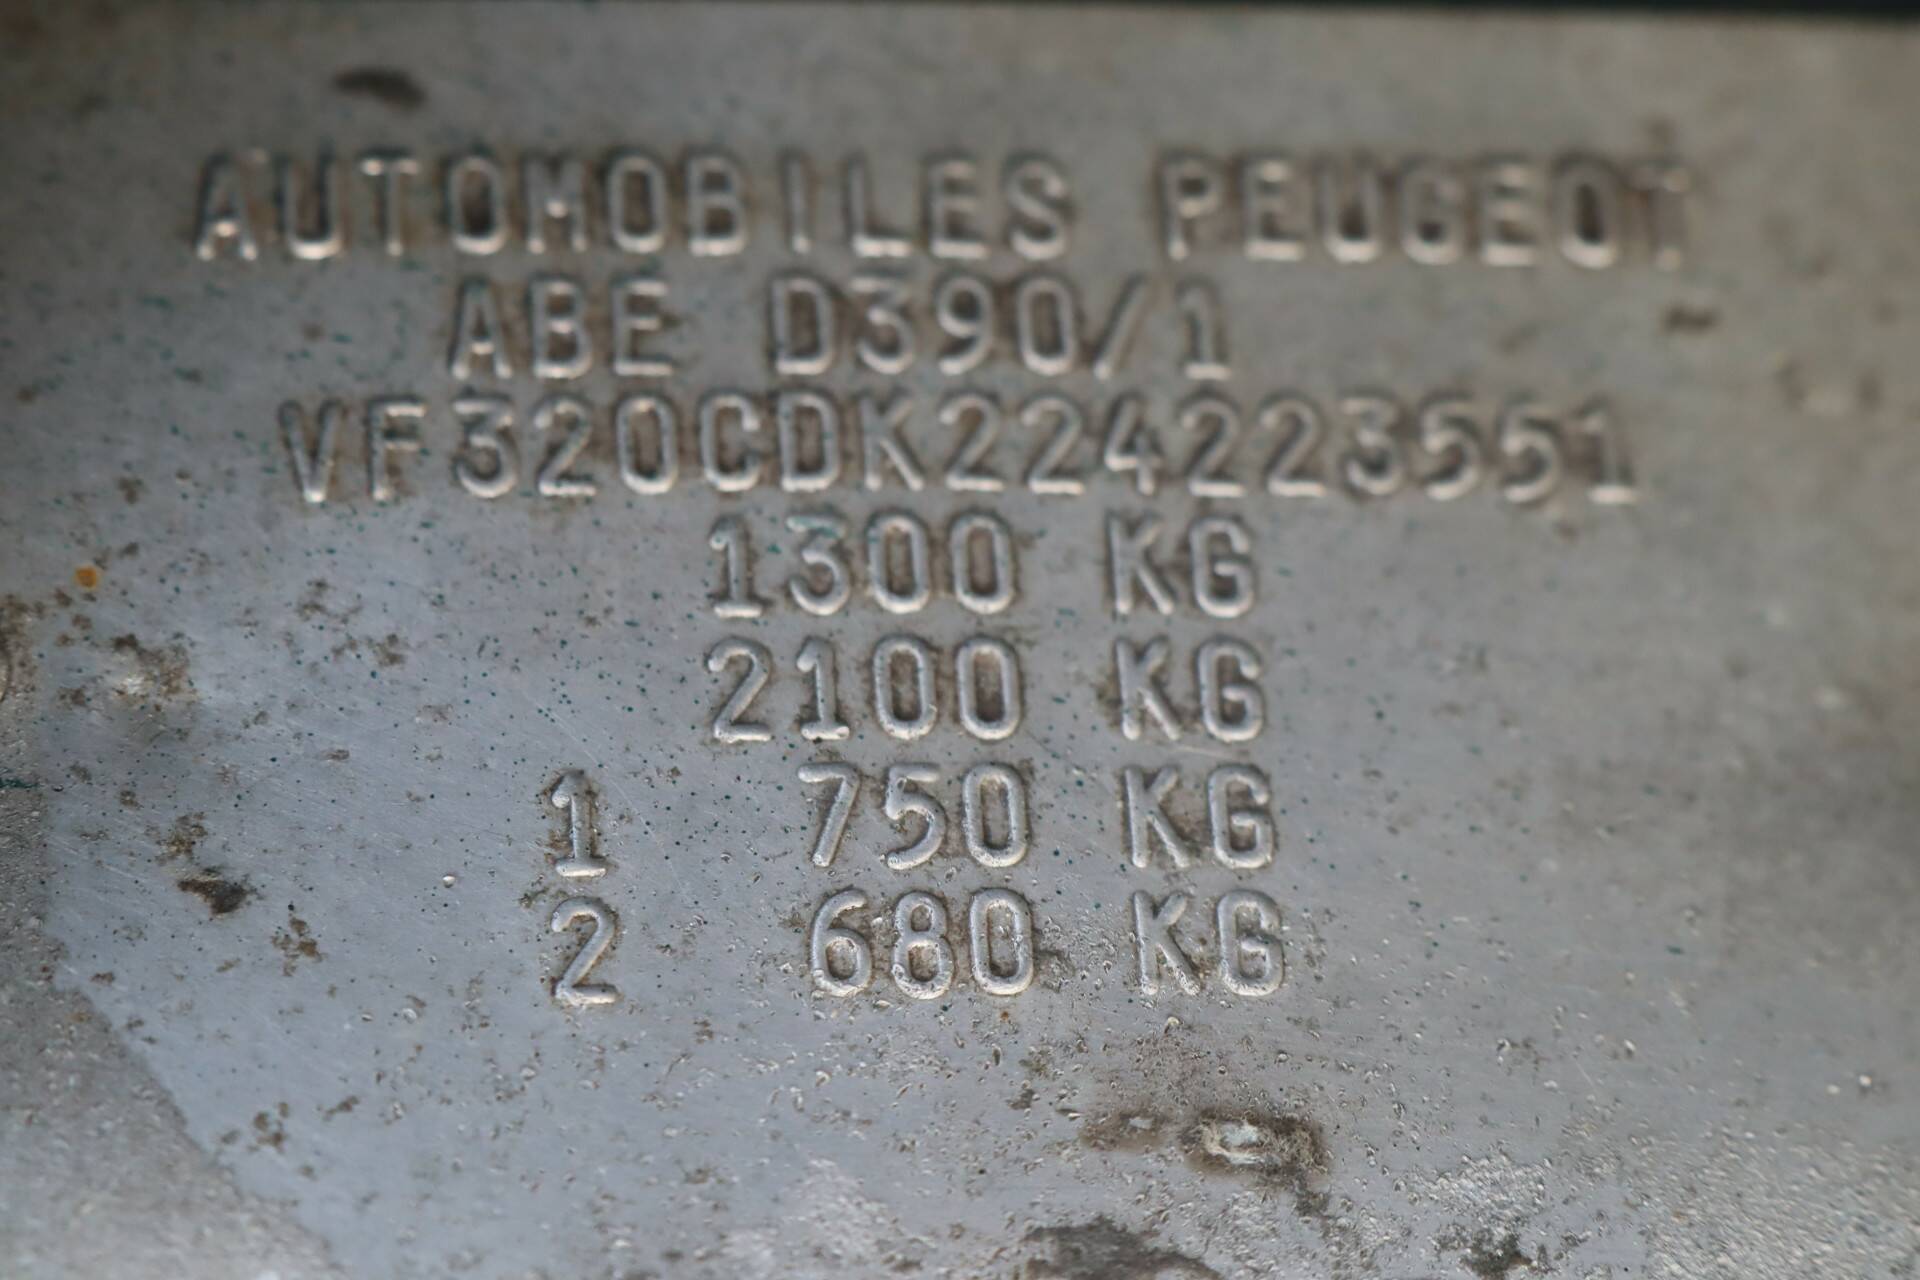 AUTOMOBILES PEUGEOT
ABE D390/1
VF320CDK224223551
1300 KG
2100 KG
1 750 KG
2 680 KG